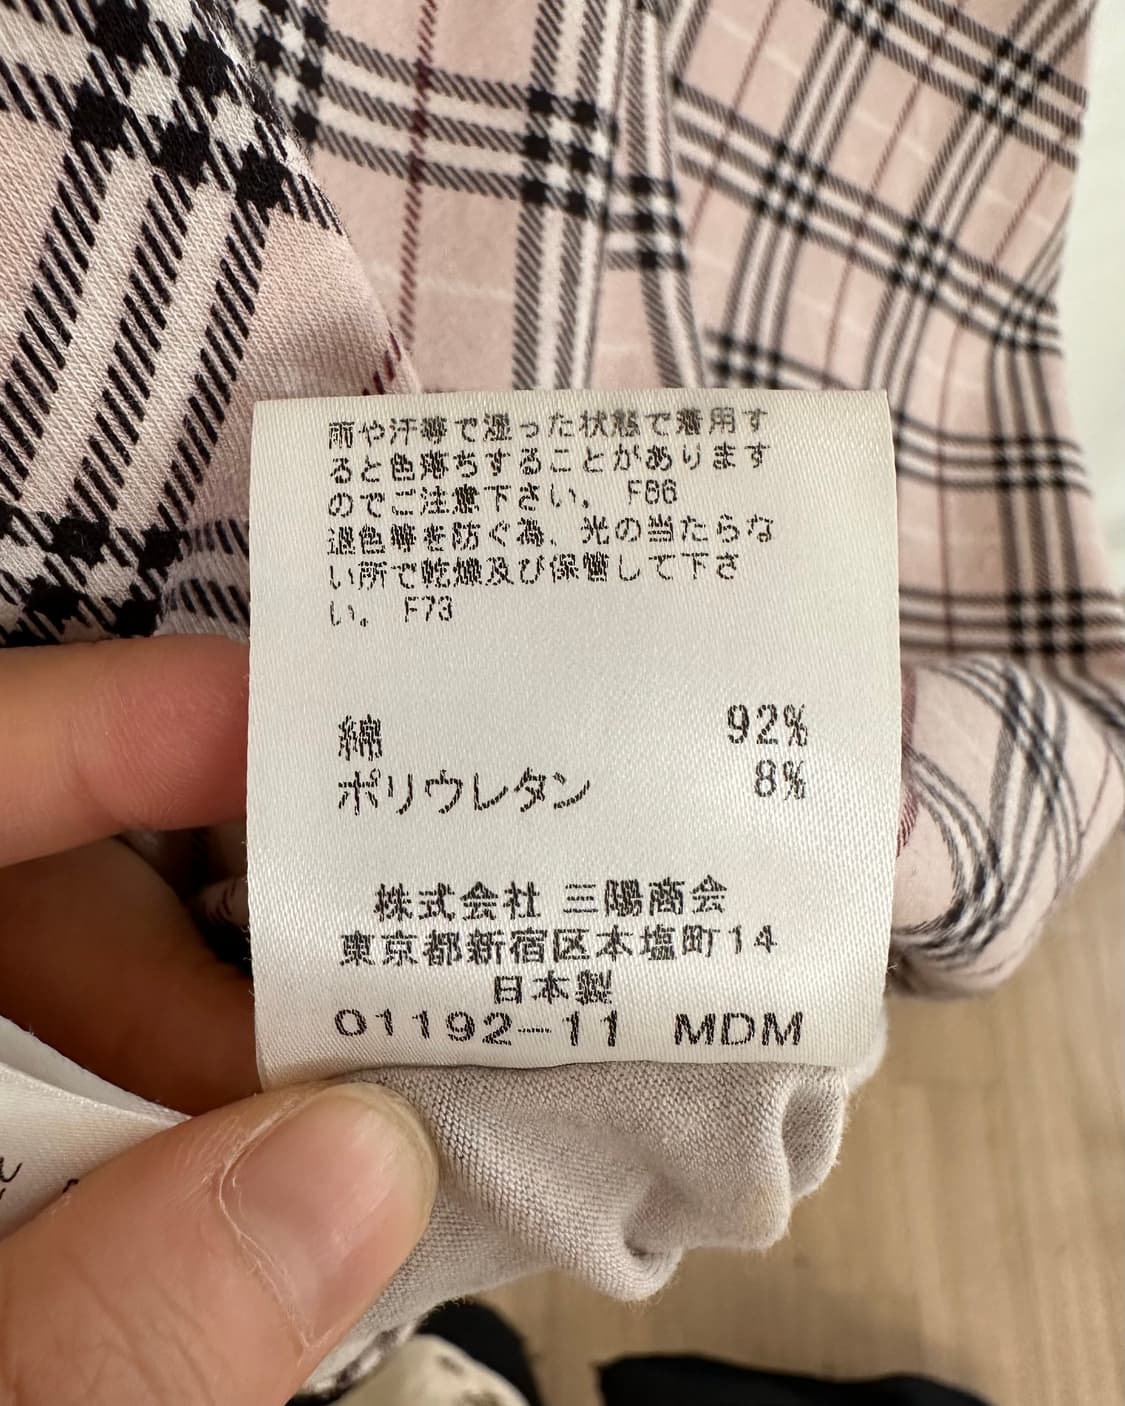 雨や汗等で湿った状態で着用す
ると色落ちすることがあります
のでご注意下さい。 F66
退色等を防ぐ為、光の当たらな
い所で乾燥及び保管して下さ
い。 F73
綿 92%
ポリウレタン 8%
株式会社 三陽商会
東京都新宿区本塩町14
日本製
01192-11 MDM